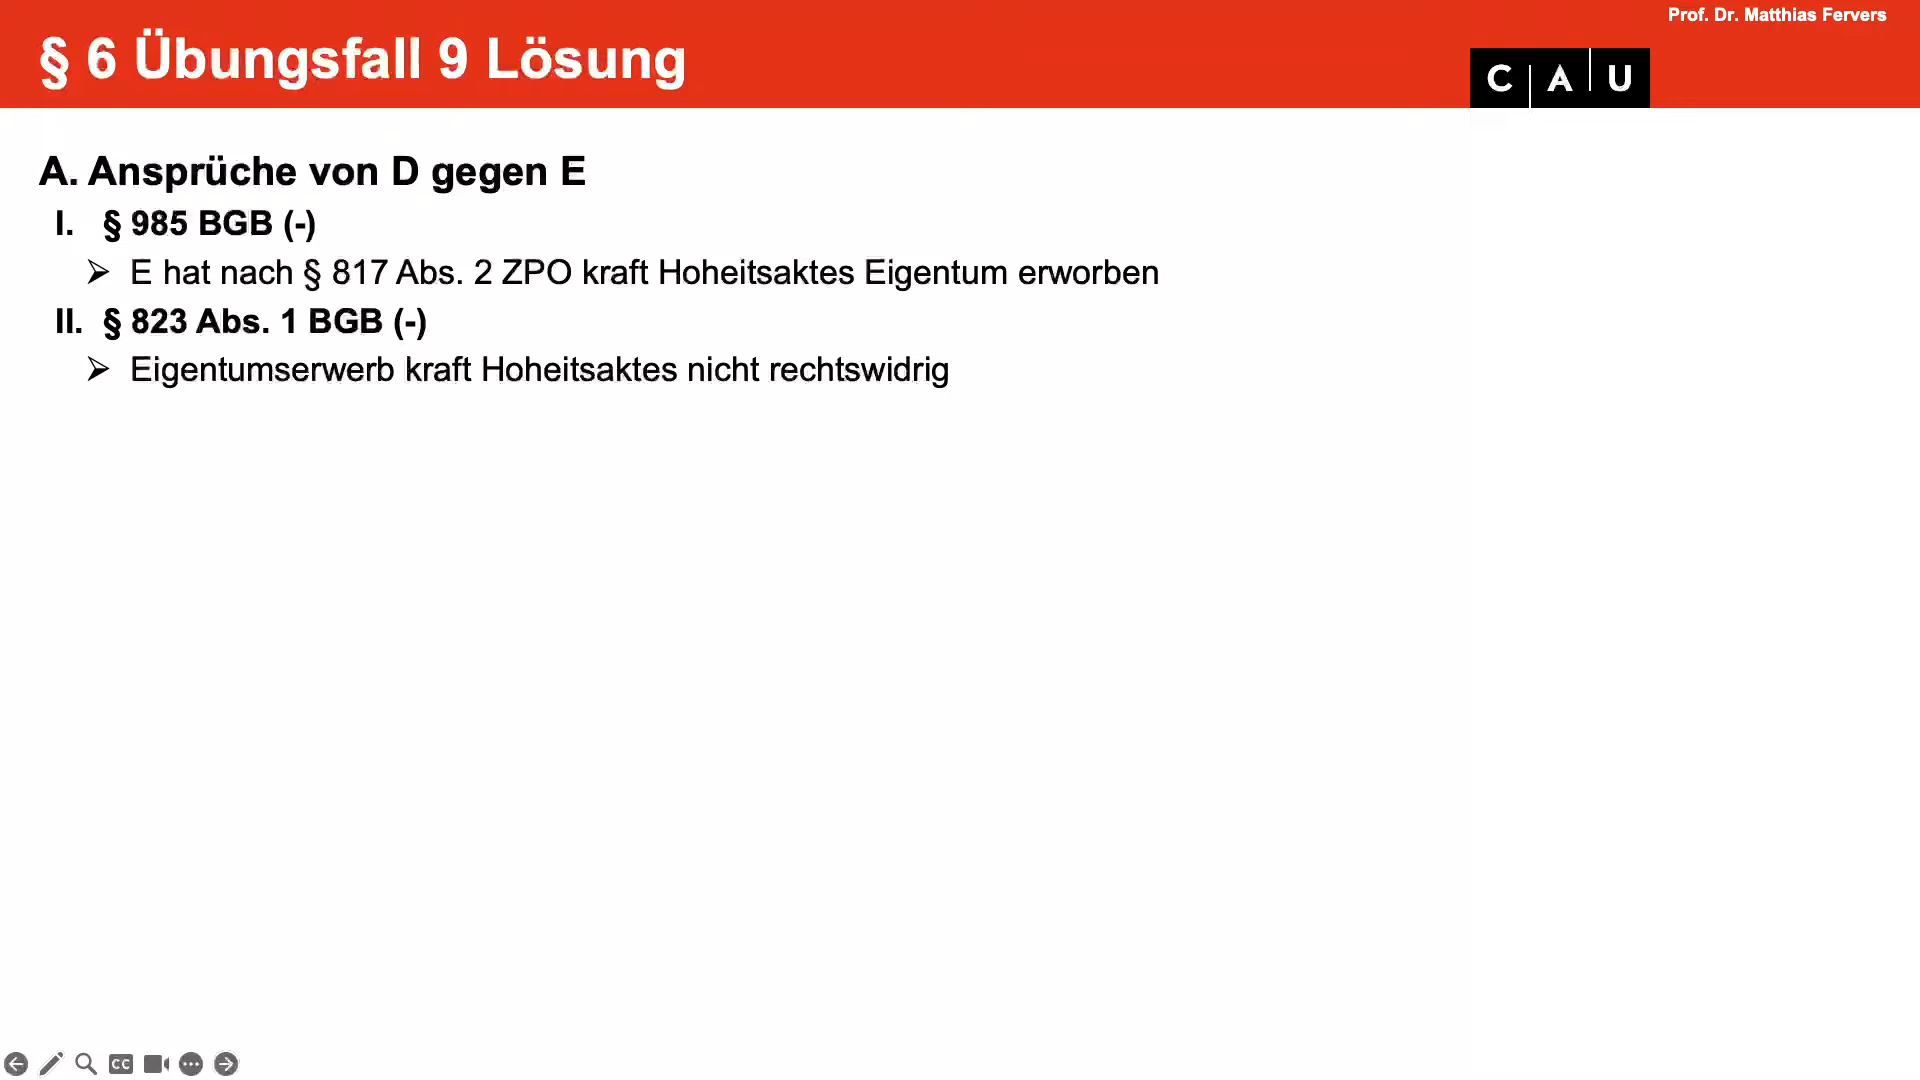 Prof. Dr. Matthias Fervers
§ 6 Übungsfall 9 Lösung
C A U
A. Ansprüche von D gegen E
I. § 985 BGB (-)
➢ E hat nach § 817 Abs. 2 ZPO kraft Hoheitsaktes Eigentum erworben
II. § 823 Abs. 1 BGB (-)
➢ Eigentumserwerb kraft Hoheitsaktes nicht rechtswidrig
CC